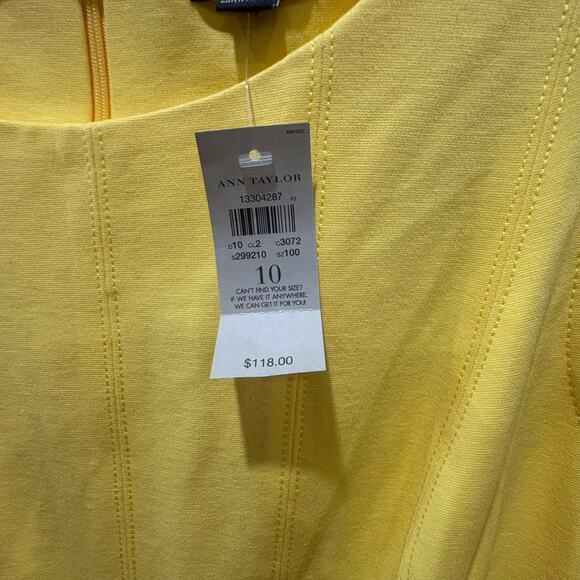 ANN TAYLOR
13304287 FS
D10 CL2 C3072
S299210 SZ100
10
CAN'T FIND YOUR SIZE?
IF WE HAVE IT ANYWHERE,
WE CAN GET IT FOR YOU!
$118.00